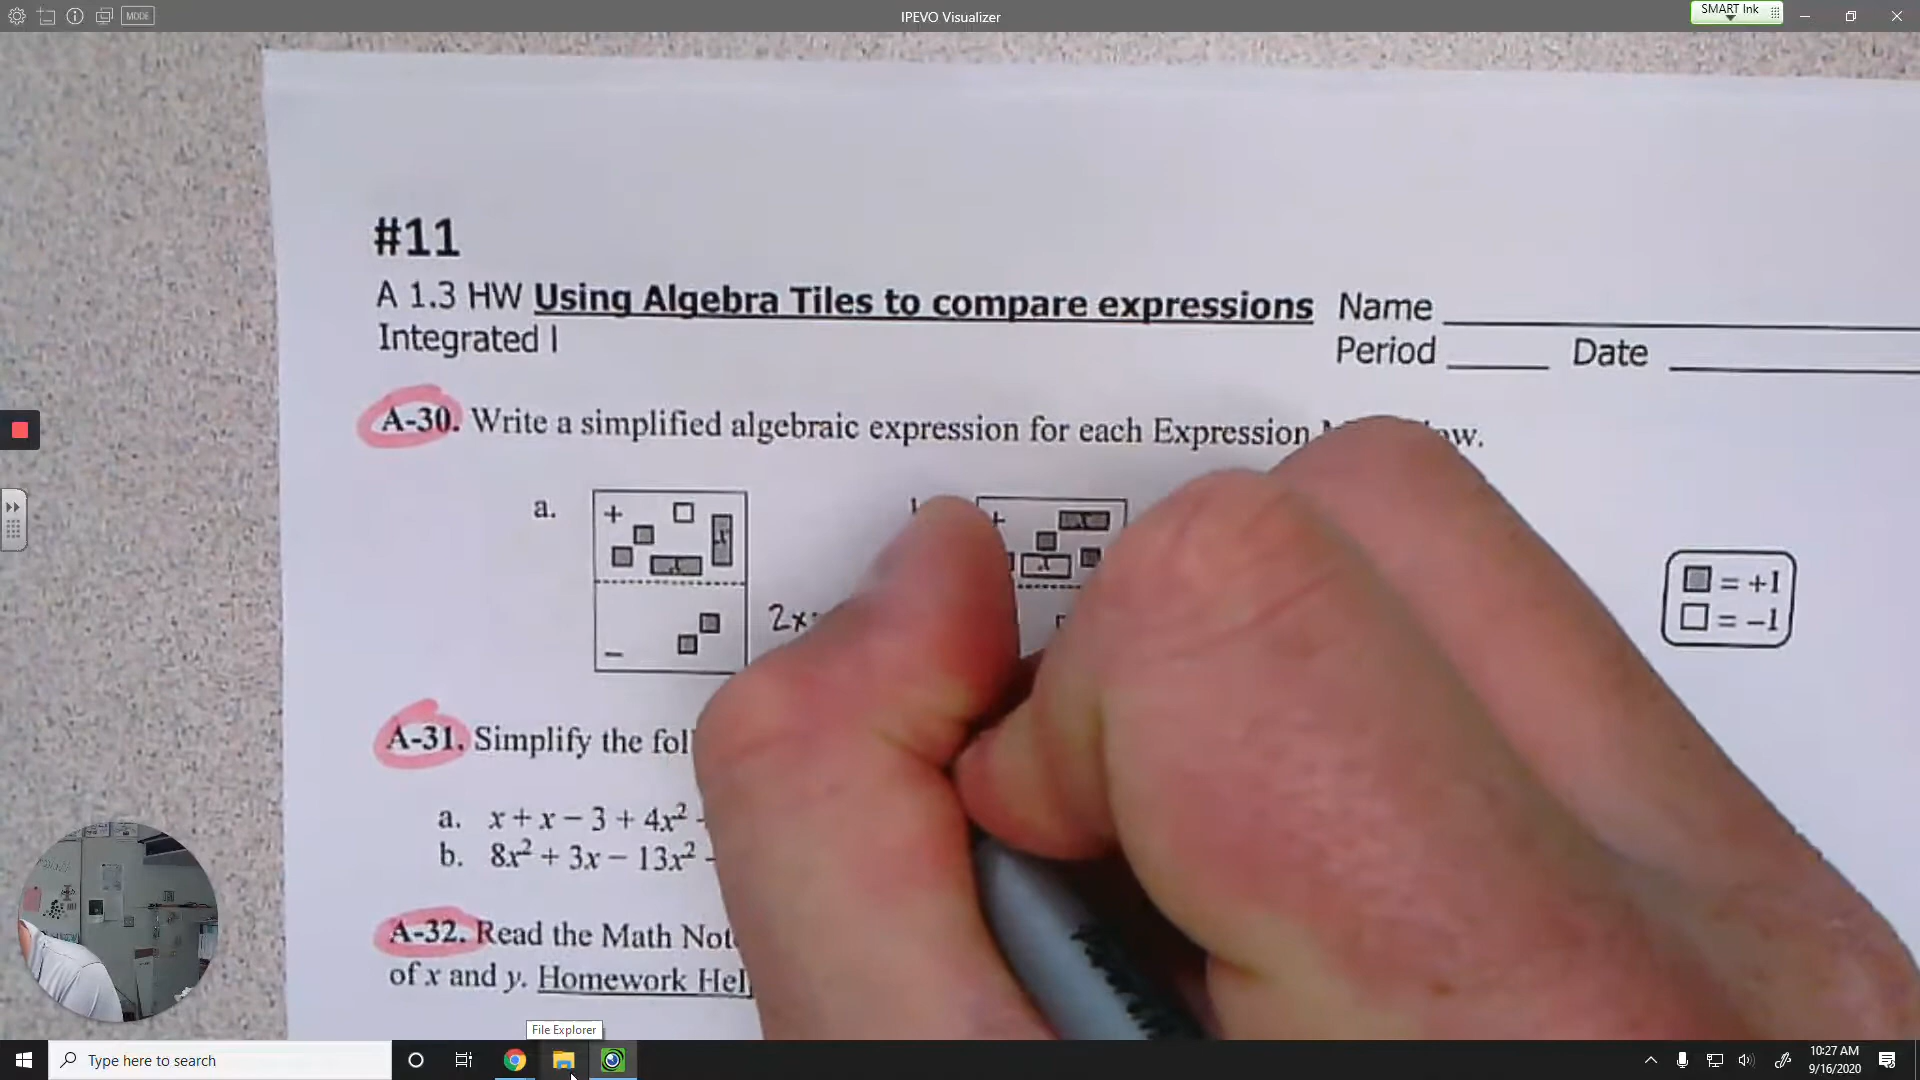 MODE
IPEVO Visualizer
SMART Ink
#11
A 1.3 HW Using Algebra Tiles to compare expressions Name
Integrated I
Period Date
A-30. Write a simplified algebraic expression for each Expression
a.
+
x
x
−
2x
+
x
x
= +1
= −1
A-31. Simplify the
a. x + x − 3 + 4x²
b. 8x² + 3x − 13x² −
A-32. Read the Math
of x and y. Homework
File Explorer
Type here to search
10:27 AM
9/16/2020